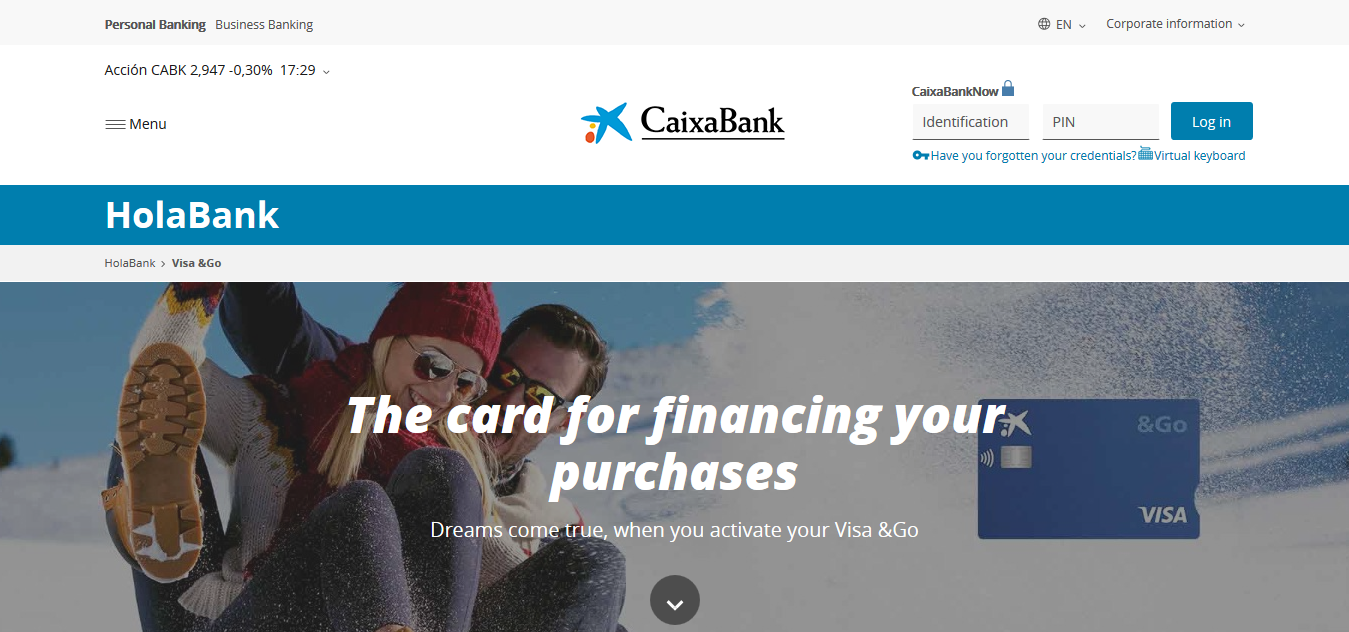 Personal Banking Business Banking
EN Corporate information
Acción CABK 2,947 -0,30% 17:29
Menu
CaixaBank
CaixaBankNow
Identification PIN Log in
Have you forgotten your credentials? Virtual keyboard
HolaBank
HolaBank > Visa &Go
The card for financing your
purchases
Dreams come true, when you activate your Visa &Go
&Go
VISA